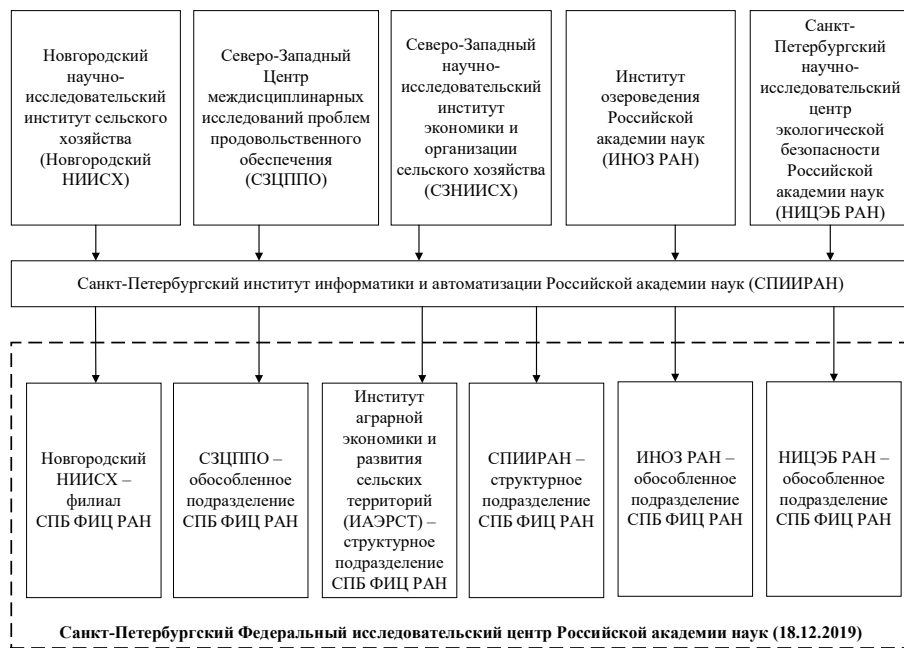 Новгородский
научно-
исследовательский
институт сельского
хозяйства
(Новгородский
НИИСХ)
Северо-Западный
Центр
междисциплинарных
исследований проблем
продовольственного
обеспечения
(СЗЦППО)
Северо-Западный
научно-
исследовательский
институт
экономики и
организации
сельского хозяйства
(СЗНИИСХ)
Институт
озероведения
Российской
академии наук
(ИНОЗ РАН)
Санкт-
Петербургский
научно-
исследовательский
центр
экологической
безопасности
Российской
академии наук
(НИЦЭБ РАН)
Санкт-Петербургский институт информатики и автоматизации Российской академии наук (СПИИРАН)
Новгородский
НИИСХ –
филиал
СПБ ФИЦ РАН
СЗЦППО –
обособленное
подразделение
СПБ ФИЦ РАН
Институт
аграрной
экономики и
развития
сельских
территорий
(ИАЭРСТ) –
структурное
подразделение
СПБ ФИЦ РАН
СПИИРАН –
структурное
подразделение
СПБ ФИЦ РАН
ИНОЗ РАН –
обособленное
подразделение
СПБ ФИЦ РАН
НИЦЭБ РАН –
обособленное
подразделение
СПБ ФИЦ РАН
Санкт-Петербургский Федеральный исследовательский центр Российской академии наук (18.12.2019)